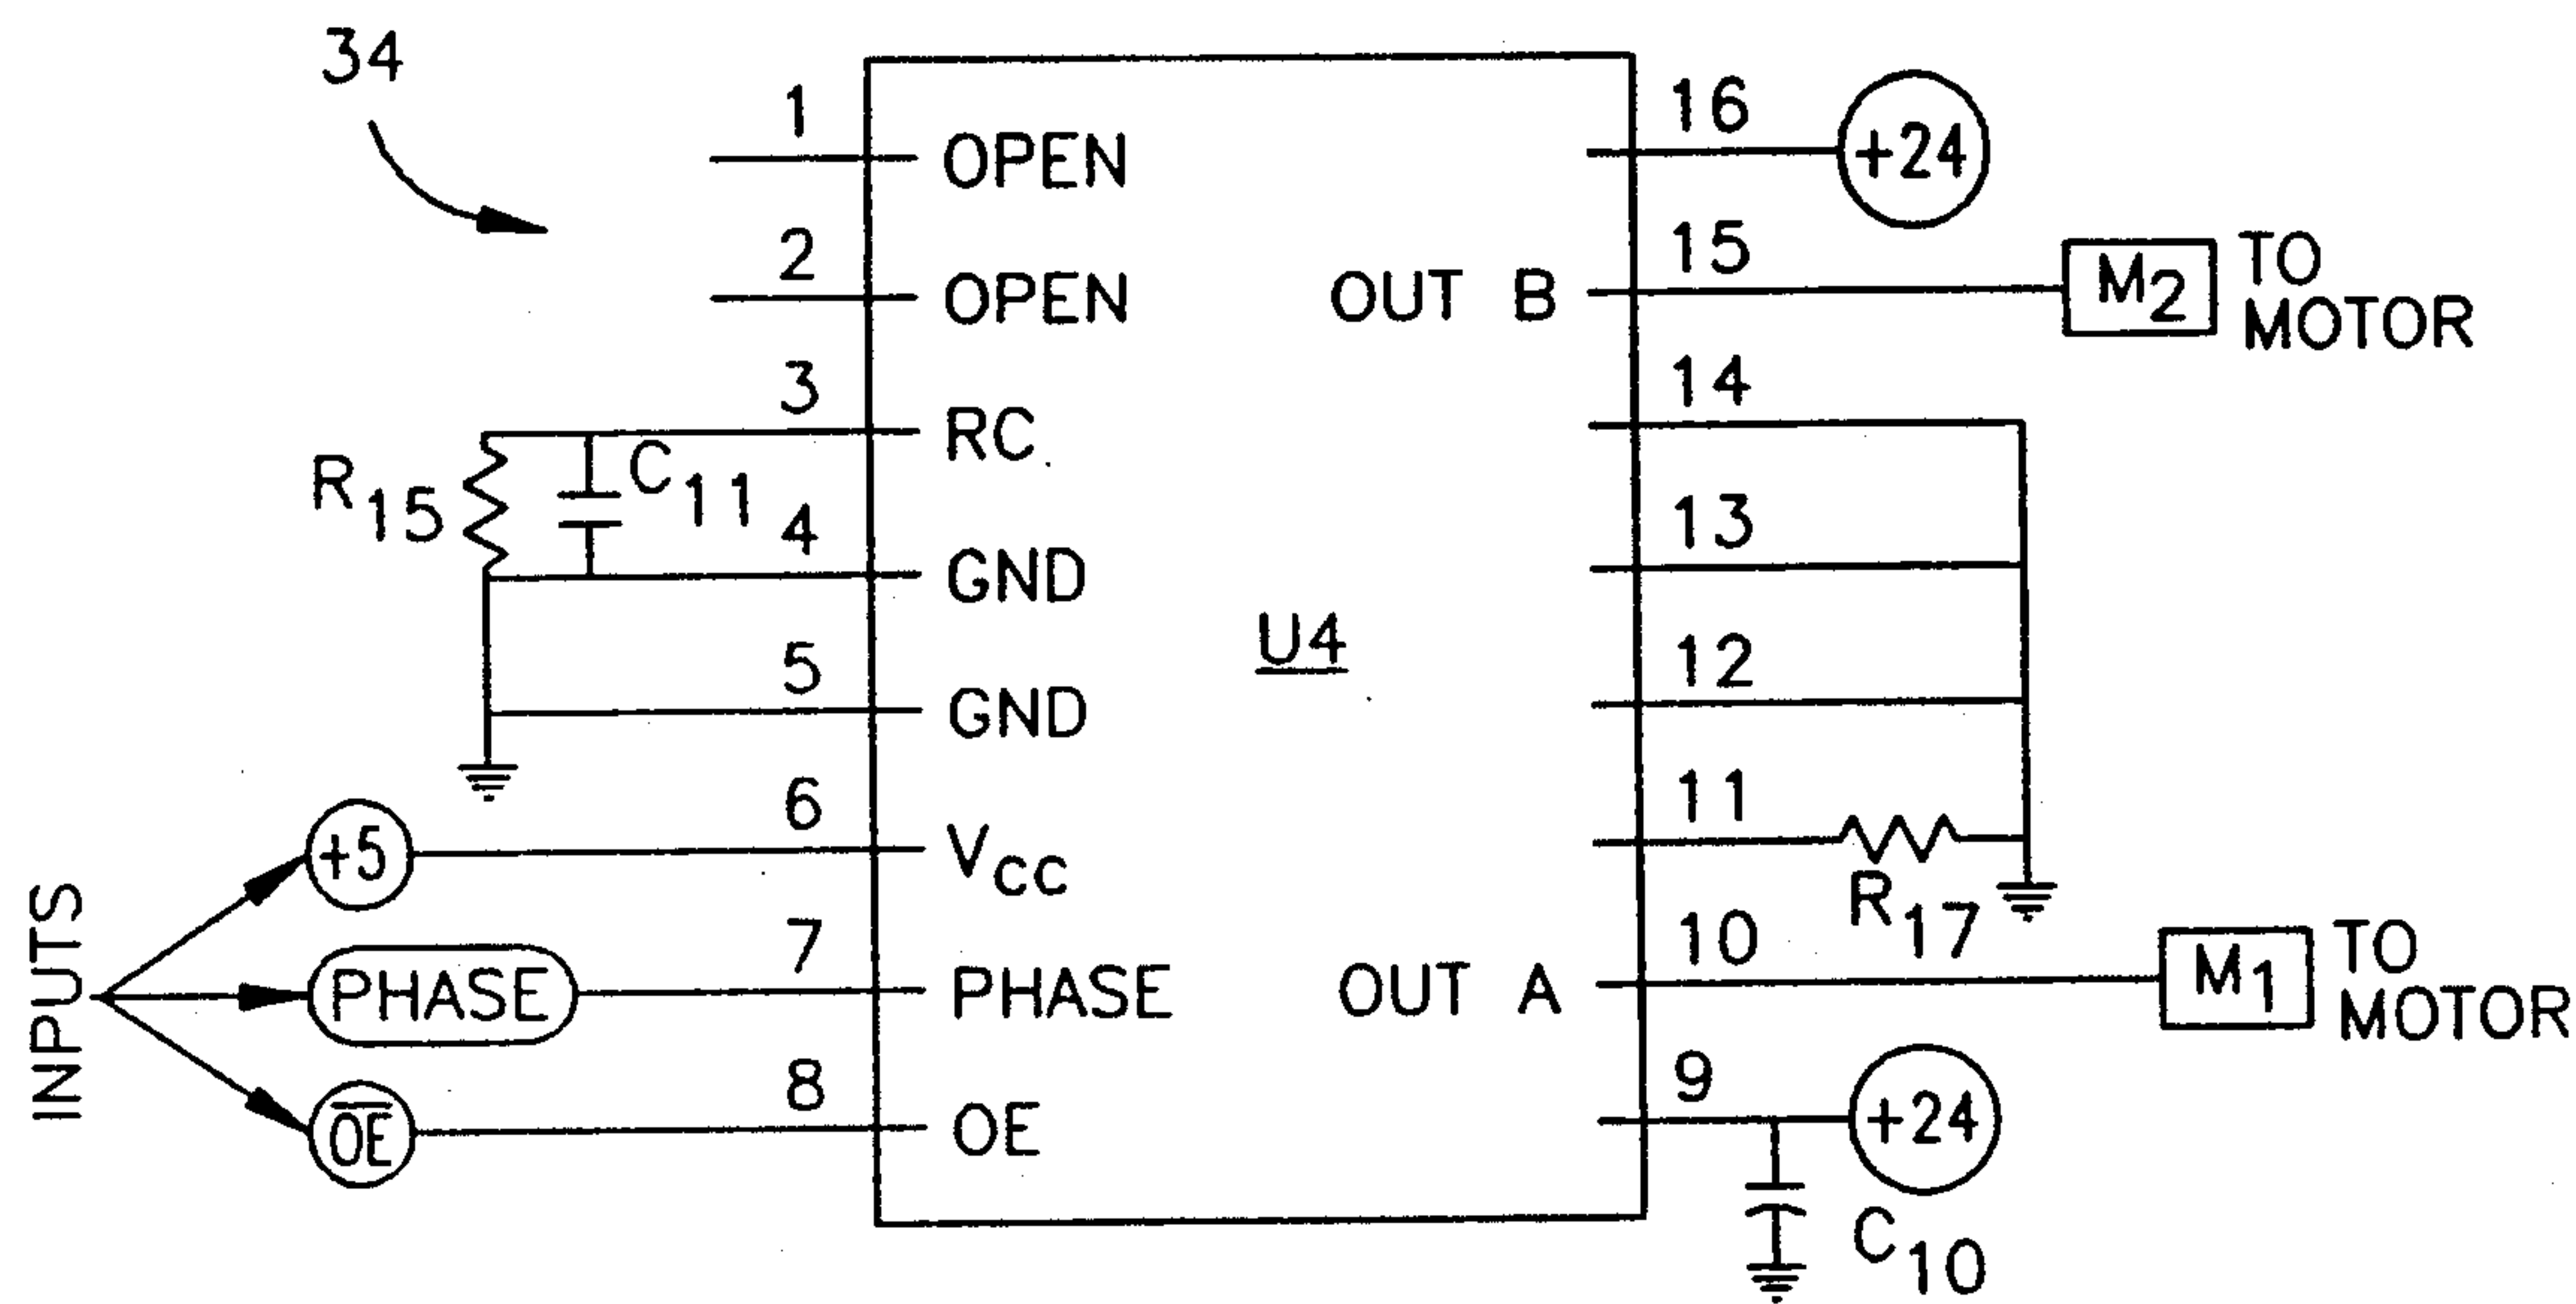 34
1
OPEN
2
OPEN
3
RC
R15
C11
4
GND
5
GND
6
+5
VCC
7
PHASE
PHASE
8
O̅E̅
OE
INPUTS
U4
16
+24
15
OUT B
M2
TO
MOTOR
14
13
12
11
R17
10
OUT A
M1
TO
MOTOR
9
+24
C10